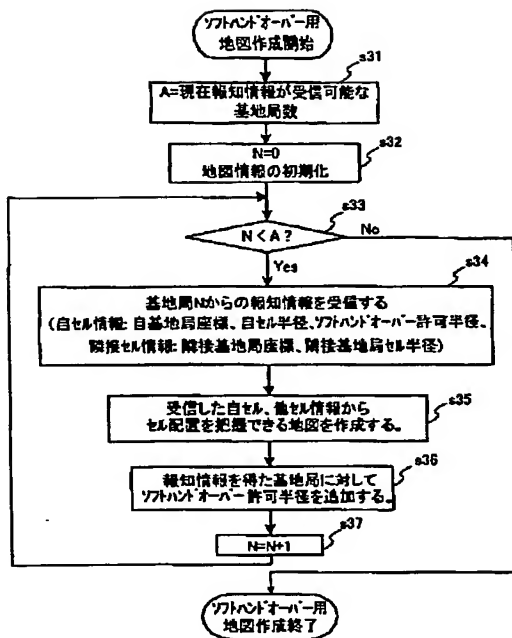 ソフトハンドオーバー用
地図作成開始
s31
A=現在報知情報が受信可能な
基地局数
s32
N=0
地図情報の初期化
s33
N<A?
No
Yes
s34
基地局Nからの報知情報を受信する
(自セル情報:自基地局座標、自セル半径、ソフトハンドオーバー許可半径、
隣接セル情報:隣接基地局座標、隣接基地局セル半径)
s35
受信した自セル、他セル情報から
セル配置を把握できる地図を作成する。
s36
報知情報を得た基地局に対して
ソフトハンドオーバー許可半径を追加する。
s37
N=N+1
ソフトハンドオーバー用
地図作成終了